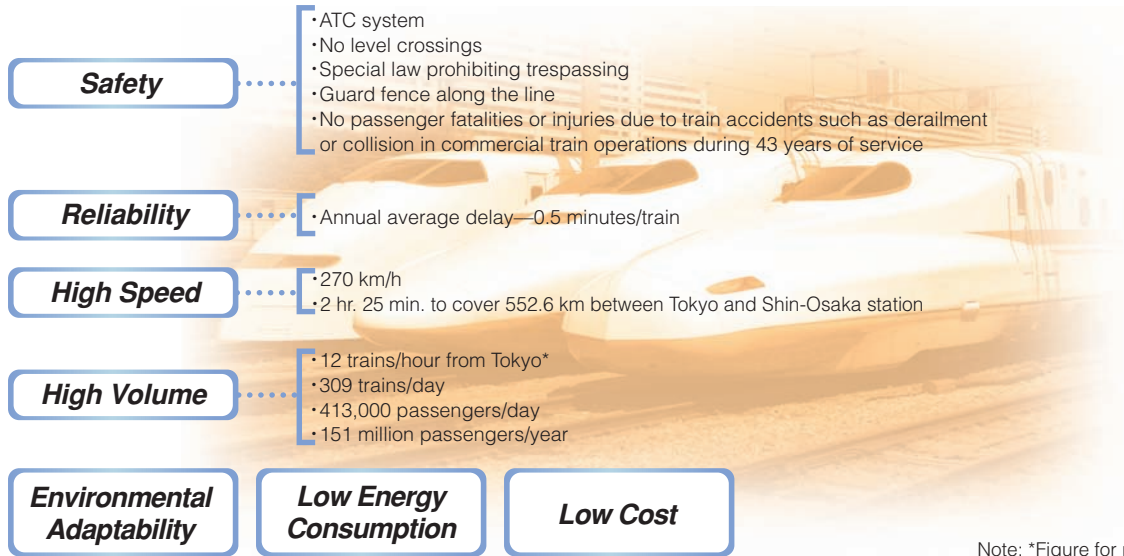 Safety
・ATC system
・No level crossings
・Special law prohibiting trespassing
・Guard fence along the line
・No passenger fatalities or injuries due to train accidents such as derailment
or collision in commercial train operations during 43 years of service
Reliability
・Annual average delay—0.5 minutes/train
High Speed
・270 km/h
・2 hr. 25 min. to cover 552.6 km between Tokyo and Shin-Osaka station
High Volume
・12 trains/hour from Tokyo*
・309 trains/day
・413,000 passengers/day
・151 million passengers/year
Environmental
Adaptability
Low Energy
Consumption
Low Cost
Note: *Figure for